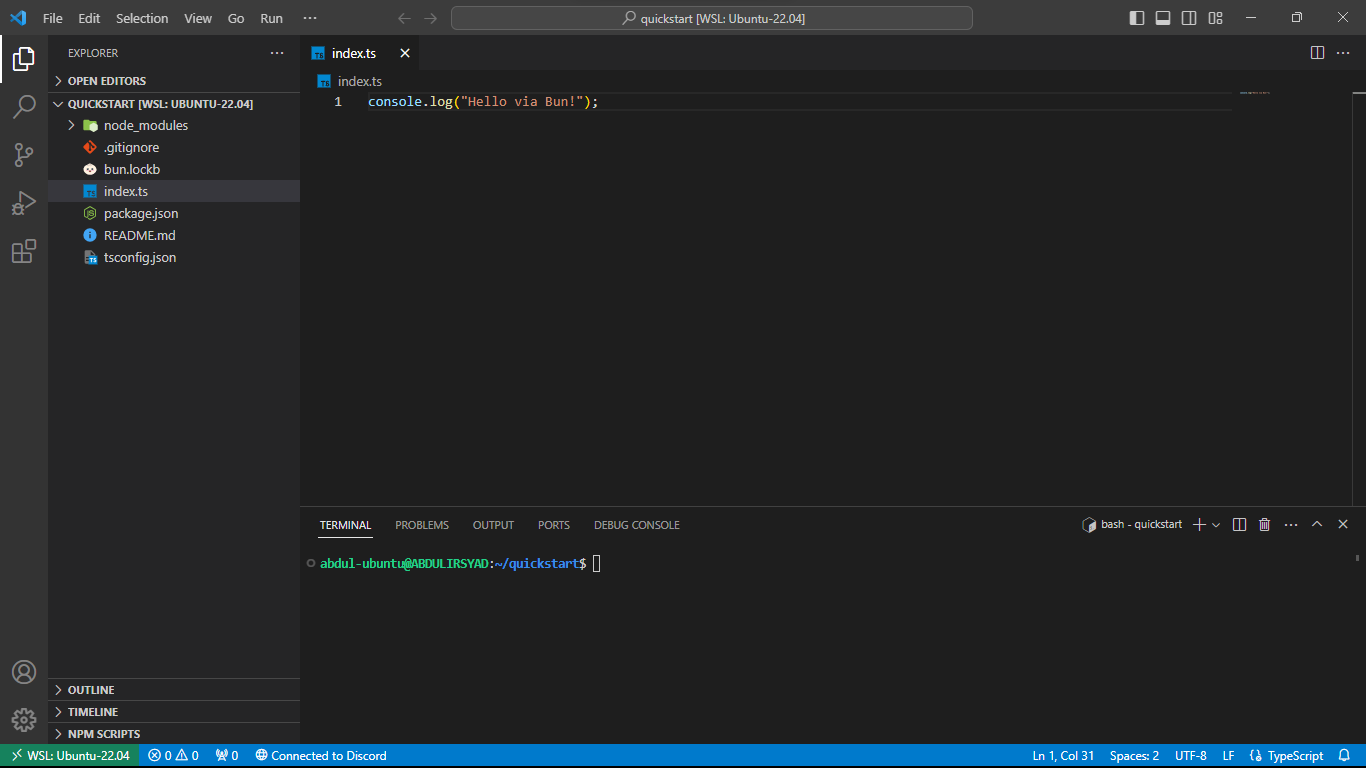 File Edit Selection View Go Run ···
quickstart [WSL: Ubuntu-22.04]
EXPLORER
OPEN EDITORS
QUICKSTART [WSL: UBUNTU-22.04]
node_modules
.gitignore
bun.lockb
index.ts
package.json
README.md
tsconfig.json
OUTLINE
TIMELINE
NPM SCRIPTS
index.ts
index.ts
1 console.log("Hello via Bun!");
TERMINAL PROBLEMS OUTPUT PORTS DEBUG CONSOLE
bash - quickstart
abdul-ubuntu@ABDULIRSYAD:~/quickstart$
WSL: Ubuntu-22.04 0 0 0 Connected to Discord Ln 1, Col 31 Spaces: 2 UTF-8 LF {} TypeScript